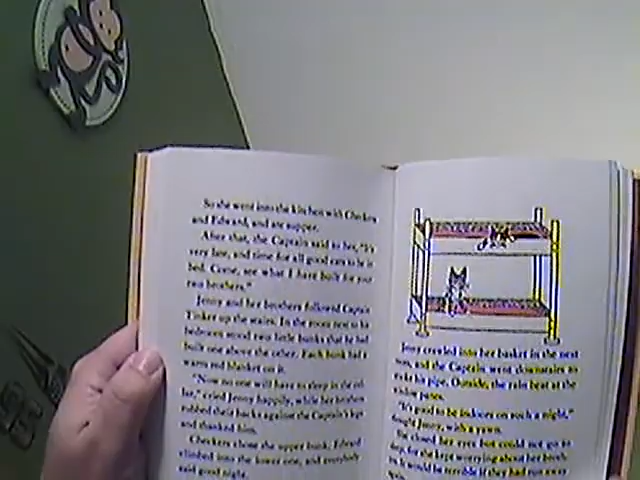 So she went into the kitchen with Checkers
and Edward, and ate supper.
After that, the Captain said to her, "It's
very late, and time for all good cats to be in
bed. Come, see what I have built for your
two brothers."
Jenny and her brothers followed Captain
Tinker up the stairs. In the room next to his
bedroom stood two little bunks that he had
built one above the other. Each bunk had a
warm red blanket on it.
"Now no one will have to sleep in the cel-
lar," cried Jenny happily, while her brothers
rubbed their backs against the Captain's legs
and thanked him.
Checkers chose the upper bunk, Edward
climbed into the lower one, and everybody
said good night.
Jenny crawled into her basket in the next
room, and the Captain went downstairs to
smoke his pipe. Outside, the rain beat at the
window panes.
"It's good to be indoors on such a night,"
thought Jenny, with a yawn.
She closed her eyes but could not go to
sleep, for she kept worrying about her broth-
ers. It would be terrible if they had run away
again.